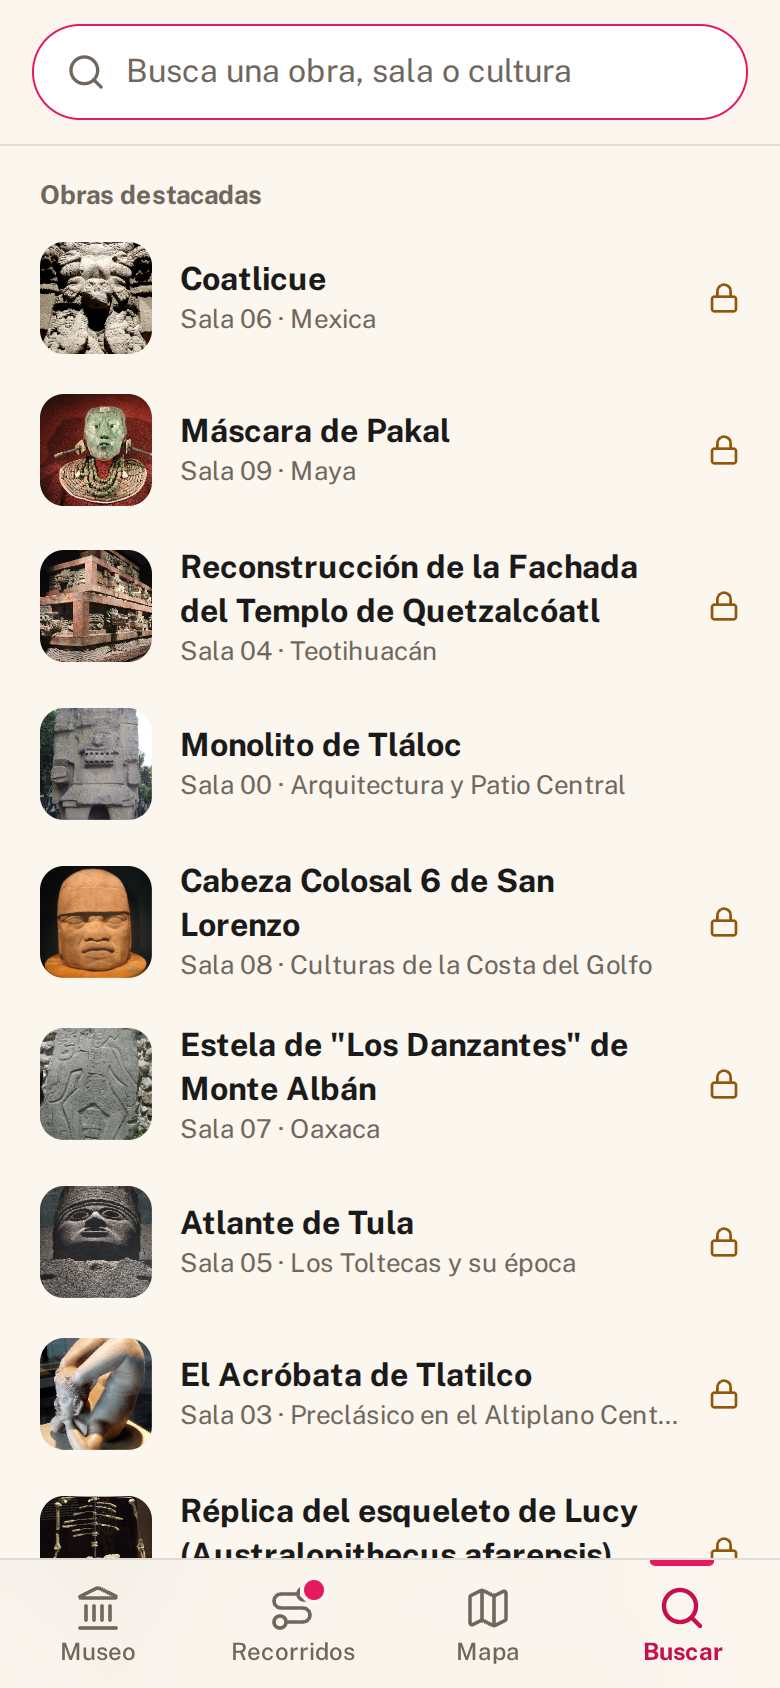 Busca una obra, sala o cultura
Obras destacadas
Coatlicue
Sala 06 · Mexica
Máscara de Pakal
Sala 09 · Maya
Reconstrucción de la Fachada
del Templo de Quetzalcóatl
Sala 04 · Teotihuacán
Monolito de Tláloc
Sala 00 · Arquitectura y Patio Central
Cabeza Colosal 6 de San
Lorenzo
Sala 08 · Culturas de la Costa del Golfo
Estela de "Los Danzantes" de
Monte Albán
Sala 07 · Oaxaca
Atlante de Tula
Sala 05 · Los Toltecas y su época
El Acróbata de Tlatilco
Sala 03 · Preclásico en el Altiplano Cent...
Réplica del esqueleto de Lucy
(Australopithecus afarensis)
Museo
Recorridos
Mapa
Buscar